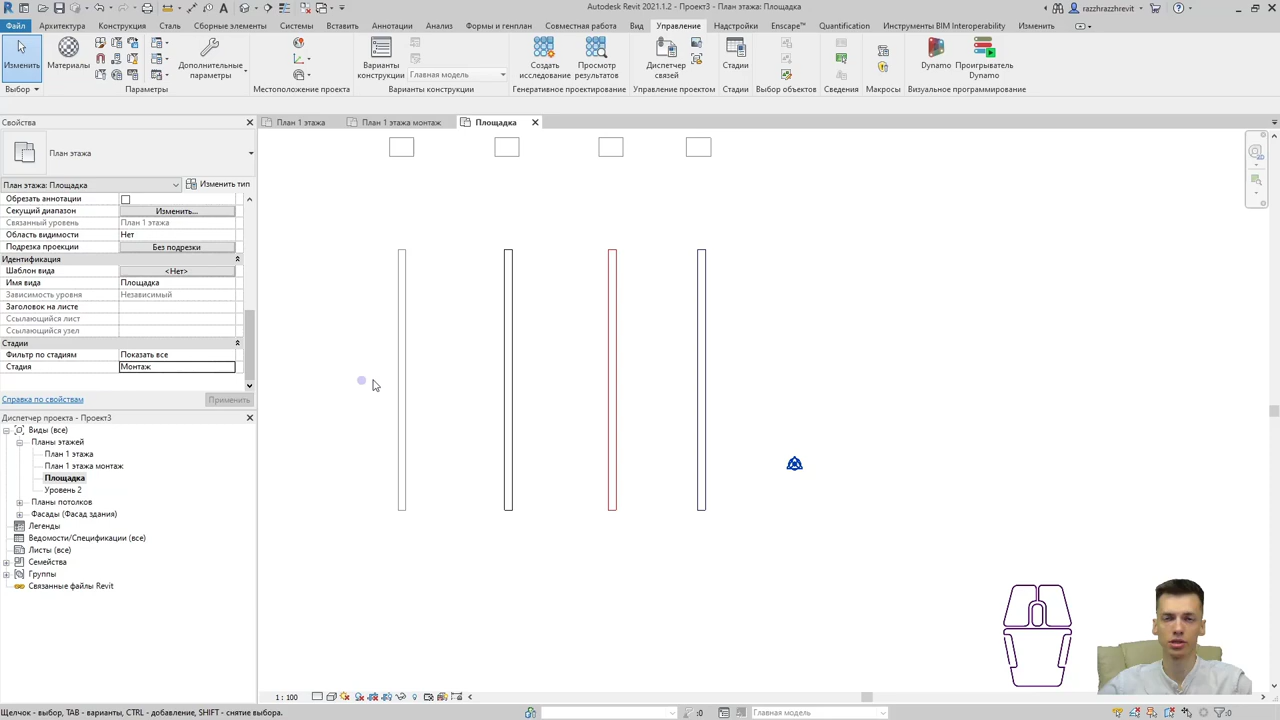 Autodesk Revit 2021.1.2 - Проект3 - План этажа: Площадка
razzhrazzhrevit
Файл Архитектура Конструкция Сталь Сборные элементы Системы Вставить Аннотации Анализ Формы и генплан Совместная работа Вид Управление Надстройки Enscape™ Quantification Инструменты BIM Interoperability Изменить
Изменить
Материалы
Дополнительные параметры
Варианты конструкции
Главная модель
Создать исследование
Просмотр результатов
Диспетчер связей
Стадии
Dynamo
Проигрыватель Dynamo
Выбор
Параметры
Местоположение проекта
Варианты конструкции
Генеративное проектирование
Управление проектом
Стадии
Выбор объектов
Сведения
Макросы
Визуальное программирование
Свойства
План 1 этажа
План 1 этажа монтаж
Площадка
План этажа
План этажа: Площадка
Изменить тип
Обрезать аннотации
Секущий диапазон Изменить...
Связанный уровень План 1 этажа
Область видимости Нет
Подрезка проекции Без подрезки
Идентификация
Шаблон вида <Нет>
Имя вида Площадка
Зависимость уровня Независимый
Заголовок на листе
Ссылающийся лист
Ссылающийся узел
Стадии
Фильтр по стадиям Показать все
Стадия Монтаж
Справка по свойствам
Применить
Диспетчер проекта - Проект3
Виды (все)
Планы этажей
План 1 этажа
План 1 этажа монтаж
Площадка
Уровень 2
Планы потолков
Фасады (Фасад здания)
Легенды
Ведомости/Спецификации (все)
Листы (все)
Семейства
Группы
Связанные файлы Revit
1 : 100
Щелчок - выбор, TAB - варианты, CTRL - добавление, SHIFT - снятие выбора.
:0
Главная модель
:0